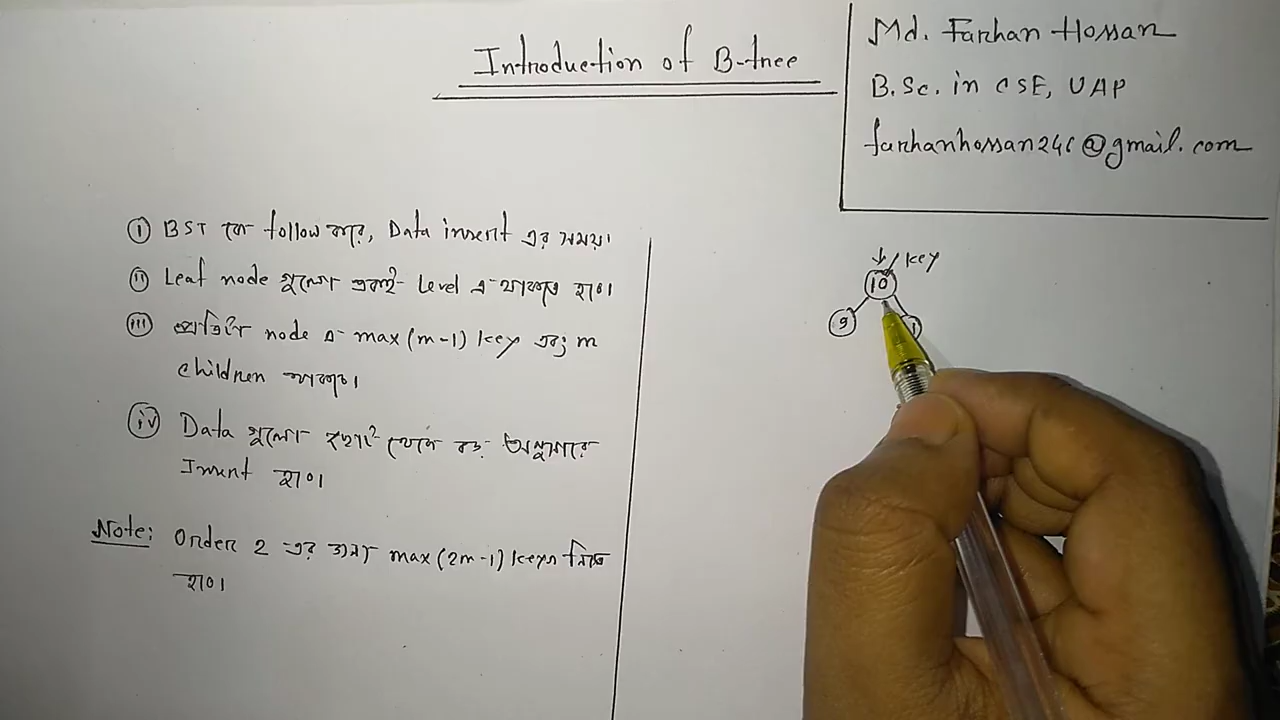 Introduction of B-tree
Md. Farhan Hossan
B.Sc. in CSE, UAP
farhanhossan246@gmail.com
i BST কে follow করে, Data insert এর সময়।
ii Leaf node গুলো একই level এ থাকতে হবে।
iii প্রতিটি node এ max (m-1) key এবং m
children থাকবে।
iv Data গুলো ছোট থেকে বড় অনুসারে
Insert হবে।
Note: Order 2 এর জন্য max (2m-1) keys নিতে
হবে।
key
10
9